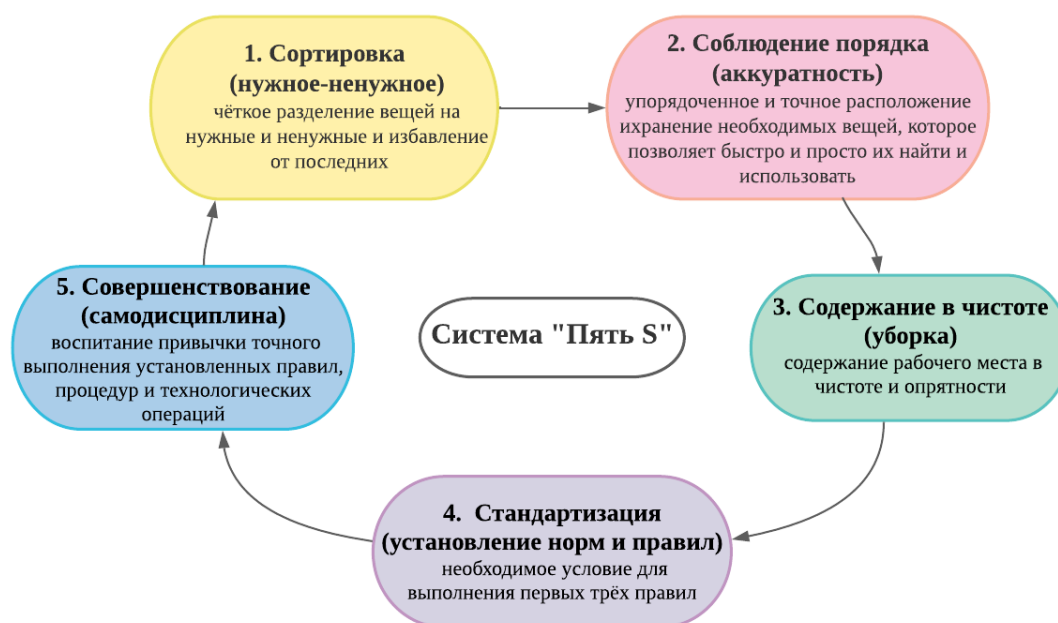 1. Сортировка
(нужное-ненужное)
чёткое разделение вещей на
нужные и ненужные и избавление
от последних
2. Соблюдение порядка
(аккуратность)
упорядоченное и точное расположение
ихранение необходимых вещей, которое
позволяет быстро и просто их найти и
использовать
3. Содержание в чистоте
(уборка)
содержание рабочего места в
чистоте и опрятности
4. Стандартизация
(установление норм и правил)
необходимое условие для
выполнения первых трёх правил
5. Совершенствование
(самодисциплина)
воспитание привычки точного
выполнения установленных правил,
процедур и технологических
операций
Система "Пять S"